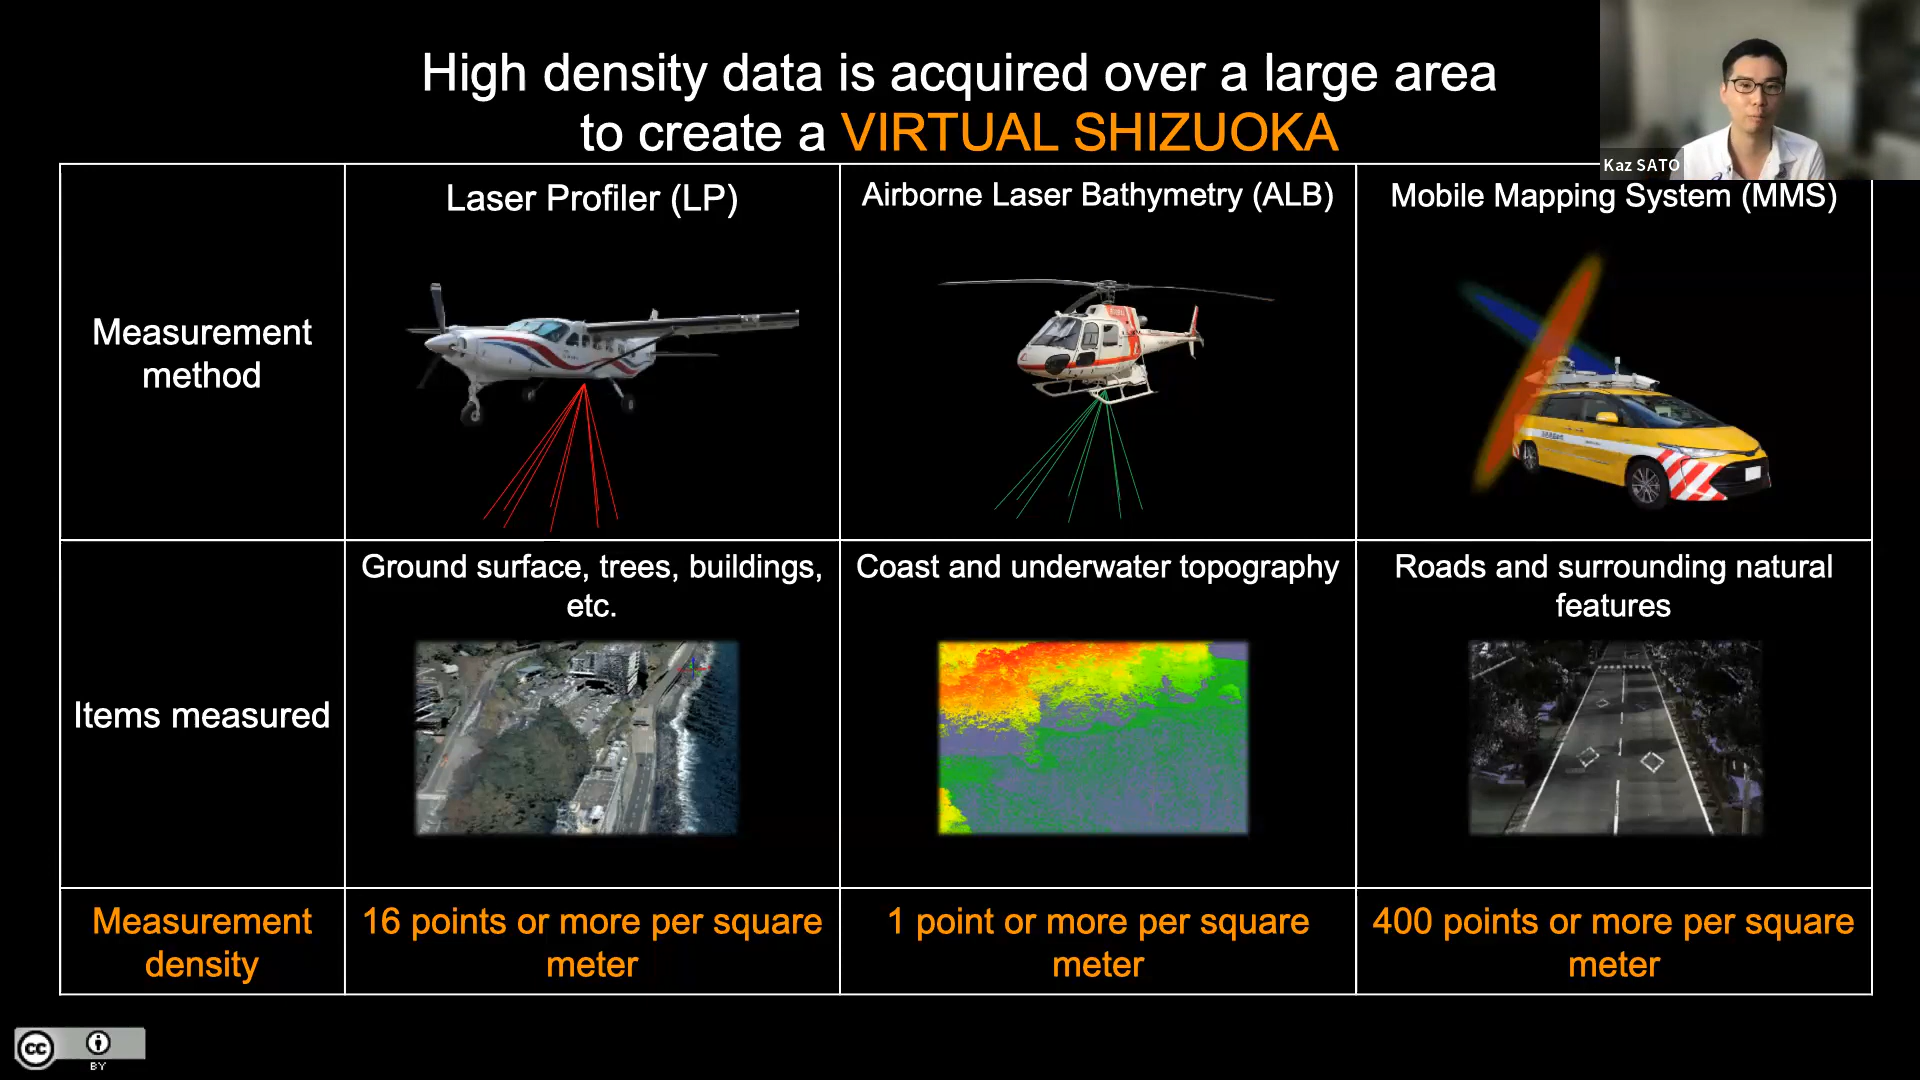 High density data is acquired over a large area
to create a VIRTUAL SHIZUOKA
Kaz SATO
Laser Profiler (LP)
Airborne Laser Bathymetry (ALB)
Mobile Mapping System (MMS)
Measurement
method
Ground surface, trees, buildings,
etc.
Coast and underwater topography
Roads and surrounding natural
features
Items measured
Measurement
density
16 points or more per square
meter
1 point or more per square
meter
400 points or more per square
meter
cc
BY